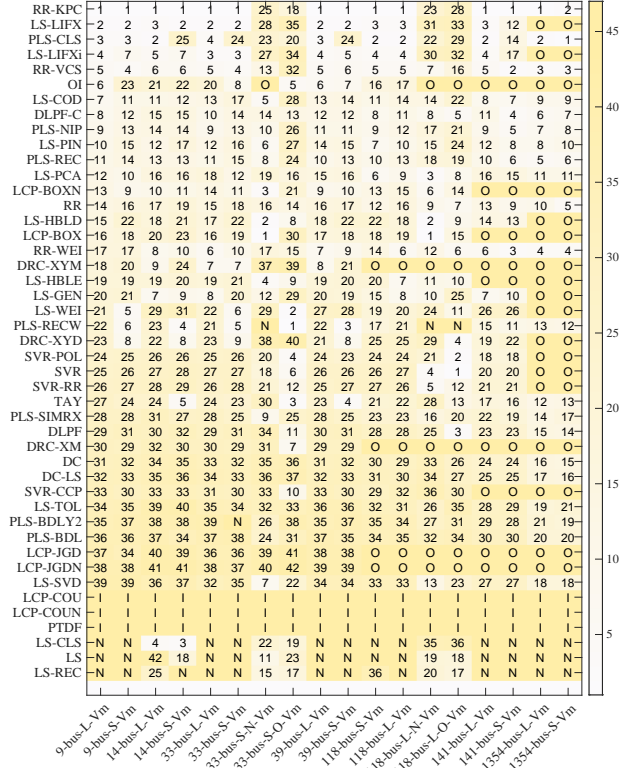 RR-KPC 1 1 1 1 1 1 25 18 1 1 1 1 23 28 1 1 1 2
LS-LIFX 2 2 3 2 2 2 28 35 2 2 3 3 31 33 3 12 O O
PLS-CLS 3 3 2 25 4 24 23 20 3 24 2 2 22 29 2 14 2 1
LS-LIFXi 4 7 5 7 3 3 27 34 4 5 4 4 30 32 4 17 O O
RR-VCS 5 4 6 6 5 4 13 32 5 6 5 5 7 16 5 2 3 3
OI 6 23 21 22 20 8 O 5 6 7 16 17 O O O O O O
LS-COD 7 11 11 12 13 17 5 28 13 14 11 14 14 22 8 7 9 9
DLPF-C 8 12 15 15 10 14 14 13 12 12 8 11 8 5 11 4 6 7
PLS-NIP 9 13 14 14 9 13 10 26 11 11 9 12 17 21 9 5 7 8
LS-PIN 10 15 12 17 12 16 6 27 14 15 7 10 15 24 12 8 8 10
PLS-REC 11 14 13 13 11 15 8 24 10 13 10 13 18 19 10 6 5 6
LS-PCA 12 10 16 16 18 12 19 16 15 16 6 9 3 8 16 15 11 11
LCP-BOXN 13 9 10 11 14 11 3 21 9 10 13 15 6 14 O O O O
RR 14 16 17 19 15 18 16 14 16 17 12 16 9 7 13 9 10 5
LS-HBLD 15 22 18 21 17 22 2 8 18 22 22 18 2 9 14 13 O O
LCP-BOX 16 18 20 23 16 19 1 30 17 18 18 19 1 15 O O O O
RR-WEI 17 17 8 10 6 10 17 15 7 9 14 6 12 6 6 3 4 4
DRC-XYM 18 20 9 24 7 7 37 39 8 21 O O O O O O O O
LS-HBLE 19 19 19 20 19 21 4 9 19 19 20 7 11 10 O O O O
LS-GEN 20 21 7 9 8 20 12 29 20 19 15 8 10 25 7 10 O O
LS-WEI 21 5 29 31 22 6 29 2 27 28 19 20 24 11 26 26 O O
PLS-RECW 22 6 23 4 21 5 N 1 22 3 17 21 N N 15 11 13 12
DRC-XYD 23 8 22 8 23 9 38 40 21 8 25 25 29 4 19 22 O O
SVR-POL 24 25 26 26 25 26 20 4 24 23 24 24 21 2 18 18 O O
SVR 25 26 27 28 27 27 18 6 26 26 26 27 4 1 20 20 O O
SVR-RR 26 27 28 29 26 28 21 12 25 27 27 26 5 12 21 21 O O
TAY 27 24 24 5 24 23 30 3 23 4 21 22 28 13 17 16 12 13
PLS-SIMRX 28 28 31 27 28 25 9 25 28 25 23 23 16 20 22 19 14 17
DLPF 29 31 30 32 29 31 34 11 30 31 28 28 25 3 23 23 15 14
DRC-XM 30 29 32 30 30 29 31 7 29 29 O O O O O O O O
DC 31 32 34 35 33 32 35 36 31 32 30 29 33 26 24 24 16 15
DC-LS 32 33 35 36 34 33 36 37 32 33 31 30 34 27 25 25 17 16
SVR-CCP 33 30 33 33 31 30 33 10 33 30 29 32 36 30 O O O O
LS-TOL 34 35 39 40 35 34 32 33 36 36 32 31 26 35 28 29 19 21
PLS-BDLY2 35 37 38 38 39 N 26 38 35 37 35 34 27 31 29 28 21 19
PLS-BDL 36 36 37 34 37 38 24 31 37 35 34 35 32 34 30 30 20 20
LCP-JGD 37 34 40 39 36 36 39 41 38 38 O O O O O O O O
LCP-JGDN 38 38 41 41 38 37 40 42 39 39 O O O O O O O O
LS-SVD 39 39 36 37 32 35 7 22 34 34 33 33 13 23 27 27 18 18
LCP-COU I I I I I I I I I I I I I I I I I I
LCP-COUN I I I I I I I I I I I I I I I I I I
PTDF I I I I I I I I I I I I I I I I I I
LS-CLS N N 4 3 N N 22 19 N N N N 35 36 N N N N
LS N N 42 18 N N 11 23 N N N N 19 18 N N N N
LS-REC N N 25 N N N 15 17 N N 36 N 20 17 N N N N
9-bus-L-Vm 9-bus-S-Vm 14-bus-L-Vm 14-bus-S-Vm 33-bus-L-Vm 33-bus-S-Vm 33-bus-S-N-Vm 33-bus-S-O-Vm 39-bus-L-Vm 39-bus-S-Vm 118-bus-S-Vm 118-bus-L-Vm 18-bus-L-N-Vm 18-bus-L-O-Vm 141-bus-L-Vm 141-bus-S-Vm 1354-bus-L-Vm 1354-bus-S-Vm
45
40
35
30
25
20
15
10
5